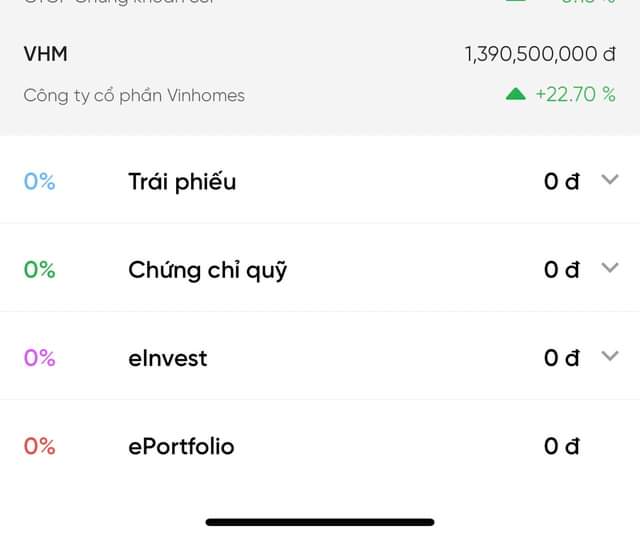 VHM 1,390,500,000 đ
Công ty cổ phần Vinhomes +22.70 %
0% Trái phiếu 0 đ
0% Chứng chỉ quỹ 0 đ
0% eInvest 0 đ
0% ePortfolio 0 đ